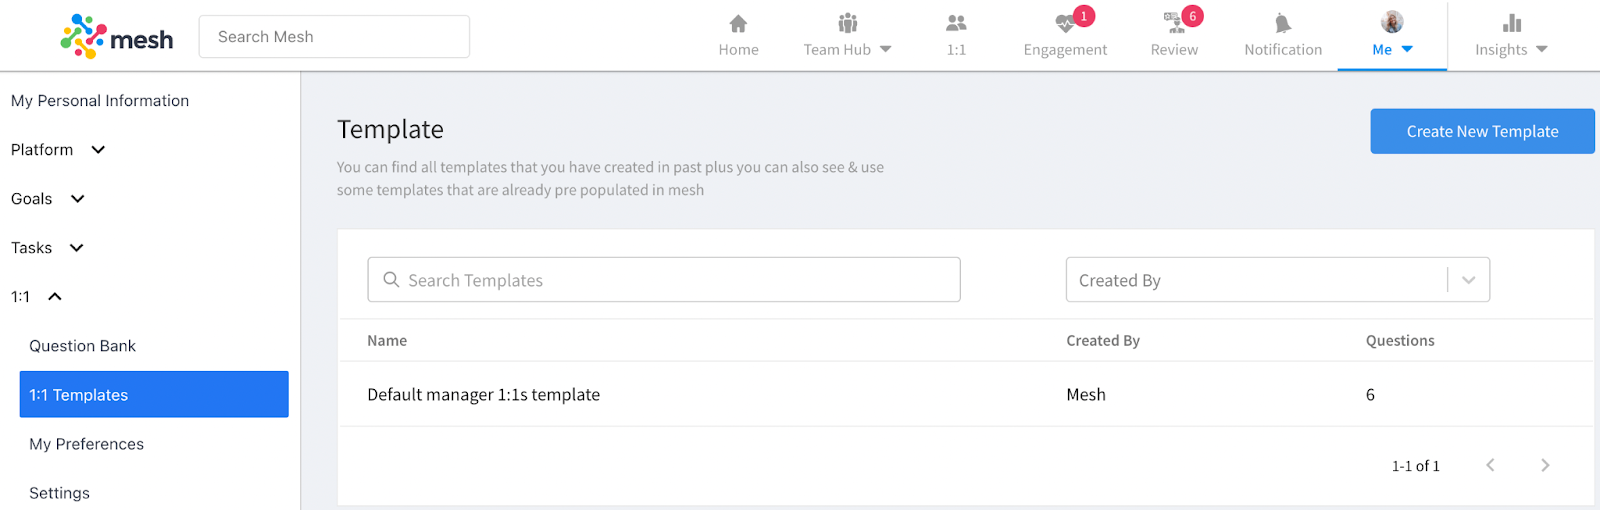 mesh
Search Mesh
Home
Team Hub
1:1
1
Engagement
6
Review
Notification
Me
Insights
My Personal Information
Platform
Goals
Tasks
1:1
Question Bank
1:1 Templates
My Preferences
Settings
Template
Create New Template
You can find all templates that you have created in past plus you can also see & use
some templates that are already pre populated in mesh
Search Templates
Created By
Name Created By Questions
Default manager 1:1s template Mesh 6
1-1 of 1